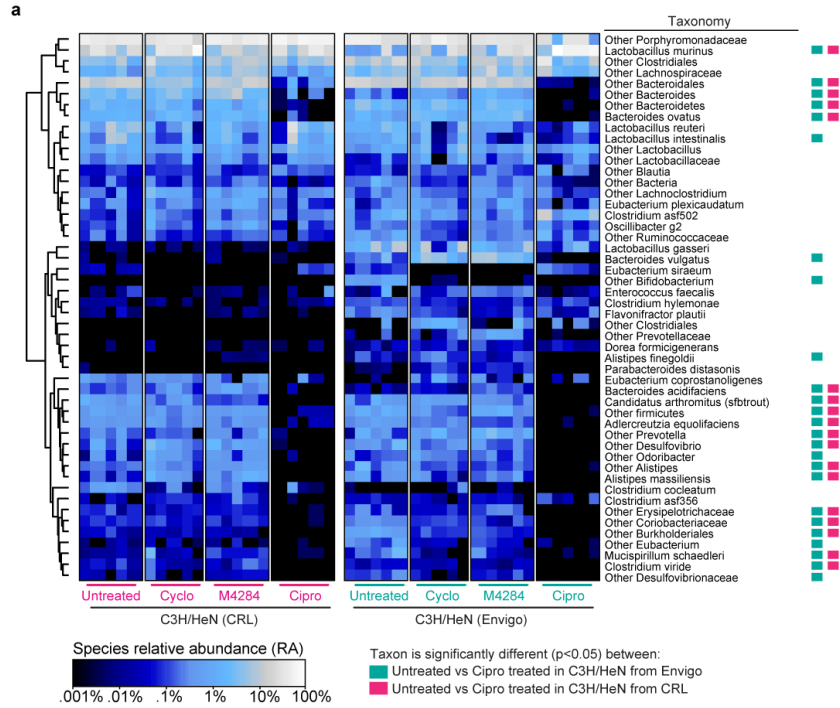 a
Taxonomy
Other Porphyromonadaceae
Lactobacillus murinus
Other Clostridiales
Other Lachnospiraceae
Other Bacteroidales
Other Bacteroides
Other Bacteroidetes
Bacteroides ovatus
Lactobacillus reuteri
Lactobacillus intestinalis
Other Lactobacillus
Other Lactobacillaceae
Other Blautia
Other Bacteria
Other Lachnoclostridium
Eubacterium plexicaudatum
Clostridium asf502
Oscillibacter g2
Other Ruminococcaceae
Lactobacillus gasseri
Bacteroides vulgatus
Eubacterium siraeum
Other Bifidobacterium
Enterococcus faecalis
Clostridium hylemonae
Flavonifractor plautii
Other Clostridiales
Other Prevotellaceae
Dorea formicigenerans
Alistipes finegoldii
Parabacteroides distasonis
Eubacterium coprostanoligenes
Bacteroides acidifaciens
Candidatus arthromitus (sfbtrout)
Other firmicutes
Adlercreutzia equolifaciens
Other Prevotella
Other Desulfovibrio
Other Odoribacter
Other Alistipes
Alistipes massiliensis
Clostridium cocleatum
Clostridium asf356
Other Erysipelotrichaceae
Other Coriobacteriaceae
Other Burkholderiales
Other Eubacterium
Mucispirillum schaedleri
Clostridium viride
Other Desulfovibrionaceae
Untreated Cyclo M4284 Cipro Untreated Cyclo M4284 Cipro
C3H/HeN (CRL) C3H/HeN (Envigo)
Species relative abundance (RA)
.001% .01% .1% 1% 10% 100%
Taxon is significantly different (p<0.05) between:
Untreated vs Cipro treated in C3H/HeN from Envigo
Untreated vs Cipro treated in C3H/HeN from CRL